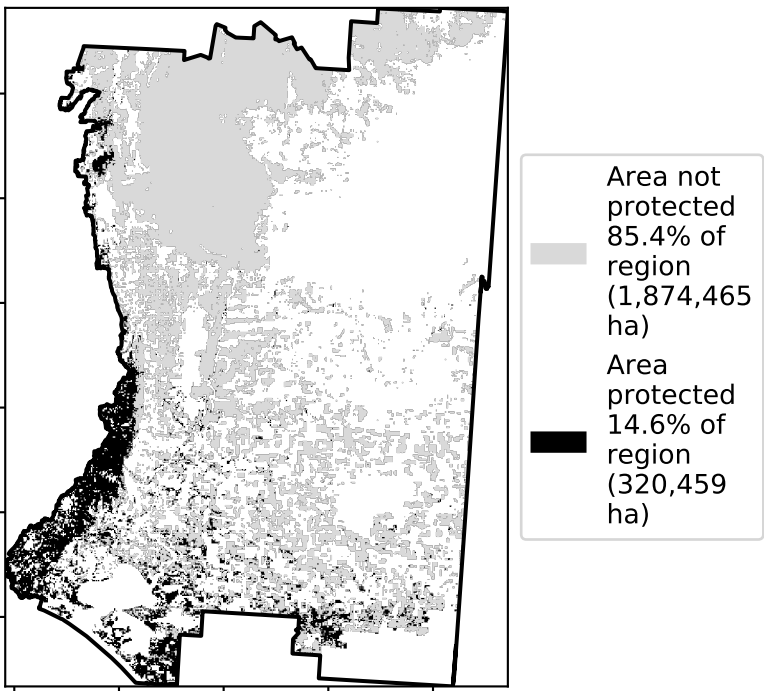 Area not
protected
85.4% of
region
(1,874,465
ha)
Area
protected
14.6% of
region
(320,459
ha)